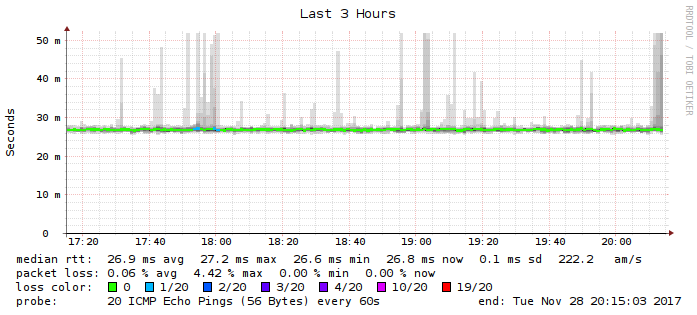 Last 3 Hours
RRDTOOL / TOBI OETIKER
Seconds
50 m
40 m
30 m
20 m
10 m
0
17:20 17:40 18:00 18:20 18:40 19:00 19:20 19:40 20:00
median rtt: 26.9 ms avg 27.2 ms max 26.6 ms min 26.8 ms now 0.1 ms sd 222.2 am/s
packet loss: 0.06 % avg 4.42 % max 0.00 % min 0.00 % now
loss color: 0 1/20 2/20 3/20 4/20 10/20 19/20
probe: 20 ICMP Echo Pings (56 Bytes) every 60s end: Tue Nov 28 20:15:03 2017